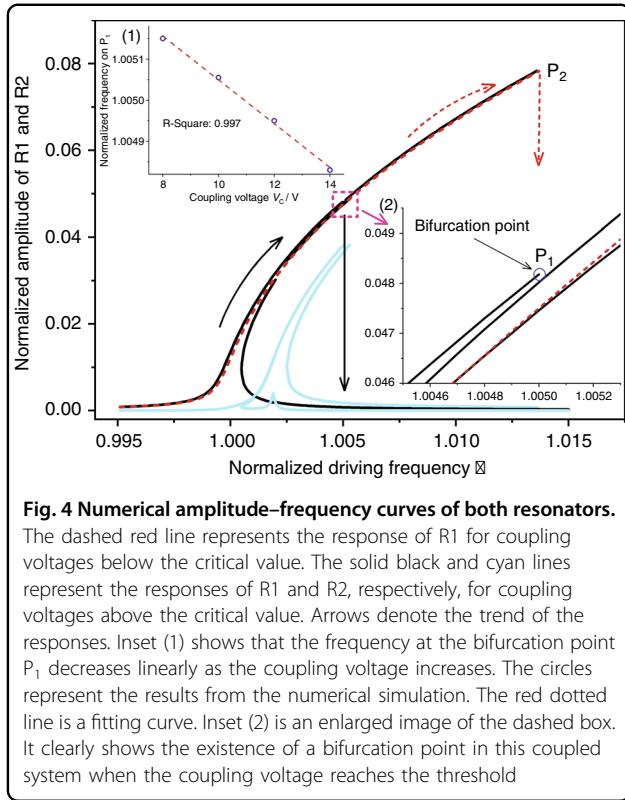 (1)
Normalized frequency on P1
1.0051
1.0050
1.0049
R-Square: 0.997
8
10
12
14
Coupling voltage VC / V
Normalized amplitude of R1 and R2
0.08
0.06
0.04
0.02
0.00
P2
(2)
Bifurcation point
P1
0.049
0.048
0.047
0.046
1.0046
1.0048
1.0050
1.0052
0.995
1.000
1.005
1.010
1.015
Normalized driving frequency
Fig. 4 Numerical amplitude–frequency curves of both resonators.
The dashed red line represents the response of R1 for coupling
voltages below the critical value. The solid black and cyan lines
represent the responses of R1 and R2, respectively, for coupling
voltages above the critical value. Arrows denote the trend of the
responses. Inset (1) shows that the frequency at the bifurcation point
P1 decreases linearly as the coupling voltage increases. The circles
represent the results from the numerical simulation. The red dotted
line is a fitting curve. Inset (2) is an enlarged image of the dashed box.
It clearly shows the existence of a bifurcation point in this coupled
system when the coupling voltage reaches the threshold